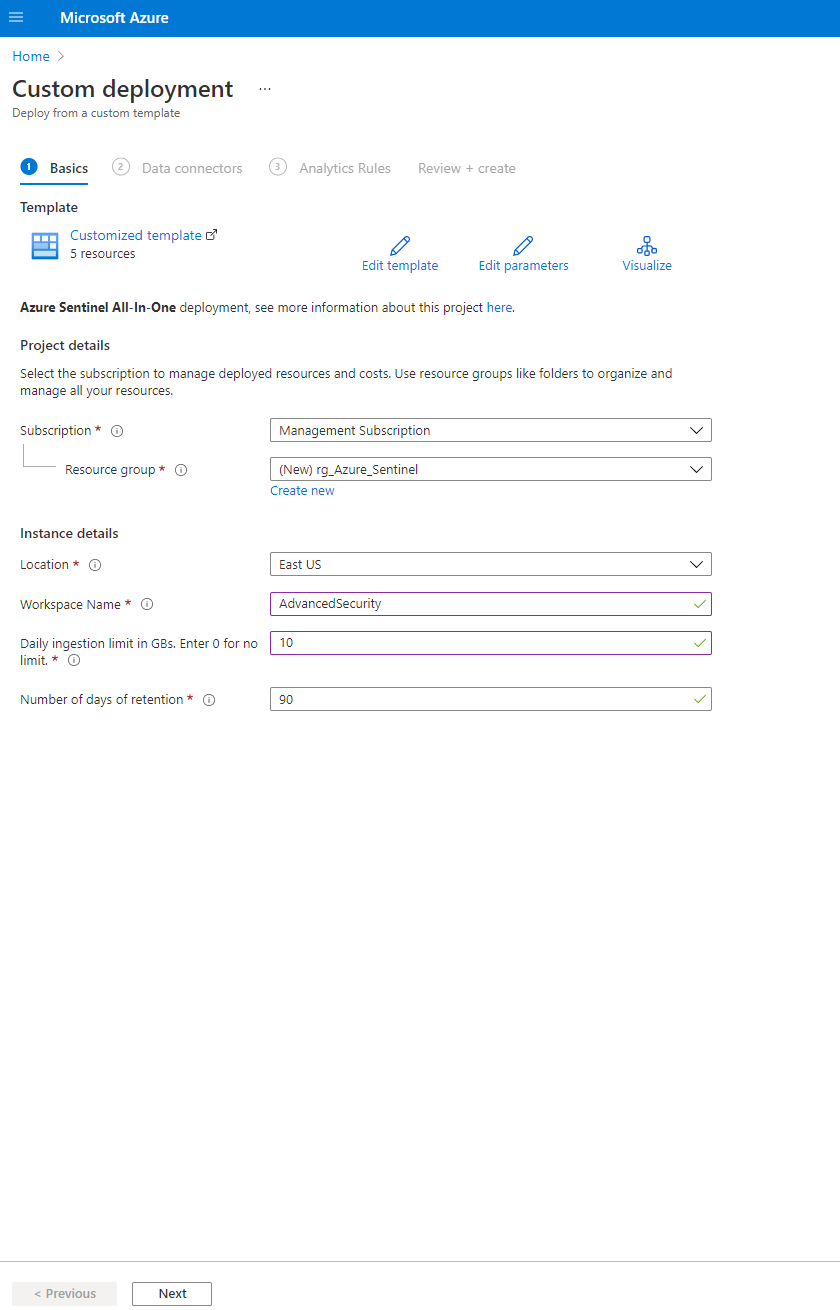 Microsoft Azure
Home
Custom deployment ...
Deploy from a custom template
1 Basics 2 Data connectors 3 Analytics Rules Review + create
Template
Customized template
5 resources
Edit template Edit parameters Visualize
Azure Sentinel All-In-One deployment, see more information about this project here.
Project details
Select the subscription to manage deployed resources and costs. Use resource groups like folders to organize and
manage all your resources.
Subscription * Management Subscription
Resource group * (New) rg_Azure_Sentinel
Create new
Instance details
Location * East US
Workspace Name * AdvancedSecurity
Daily ingestion limit in GBs. Enter 0 for no 10
limit. *
Number of days of retention * 90
< Previous Next